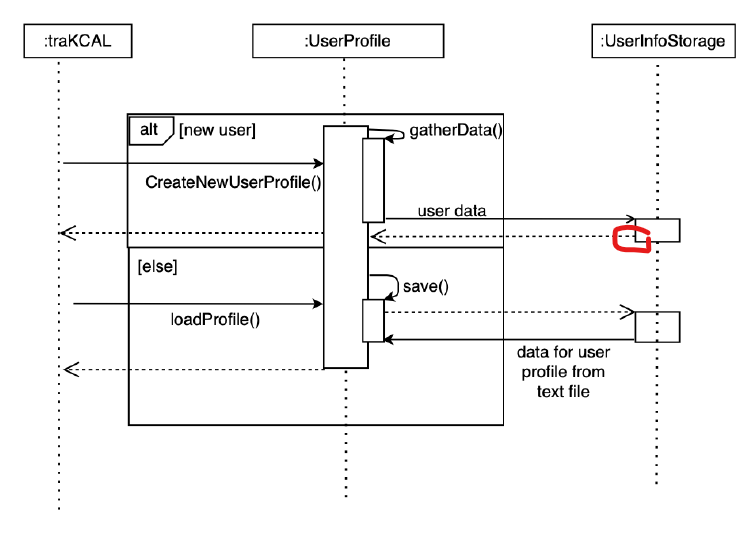 :traKCAL
:UserProfile
:UserInfoStorage
alt
[new user]
gatherData()
CreateNewUserProfile()
user data
[else]
save()
loadProfile()
data for user
profile from
text file